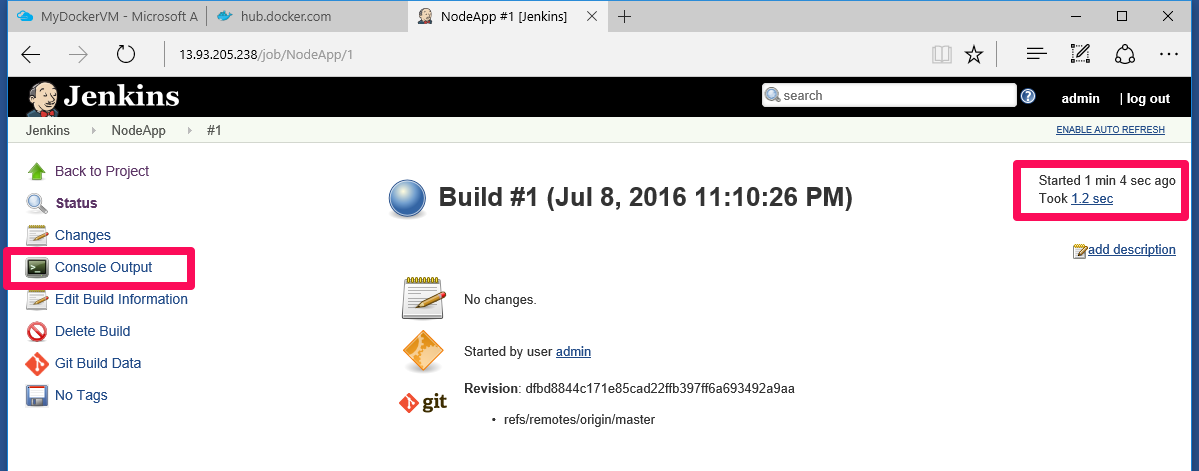 MyDockerVM - Microsoft A
hub.docker.com
NodeApp #1 [Jenkins]
13.93.205.238/job/NodeApp/1
Jenkins
search
admin
| log out
Jenkins
NodeApp
#1
ENABLE AUTO REFRESH
Back to Project
Status
Changes
Console Output
Edit Build Information
Delete Build
Git Build Data
No Tags
Build #1 (Jul 8, 2016 11:10:26 PM)
Started 1 min 4 sec ago
Took 1.2 sec
add description
No changes.
Started by user admin
git
Revision: dfbd8844c171e85cad22ffb397ff6a693492a9aa
• refs/remotes/origin/master